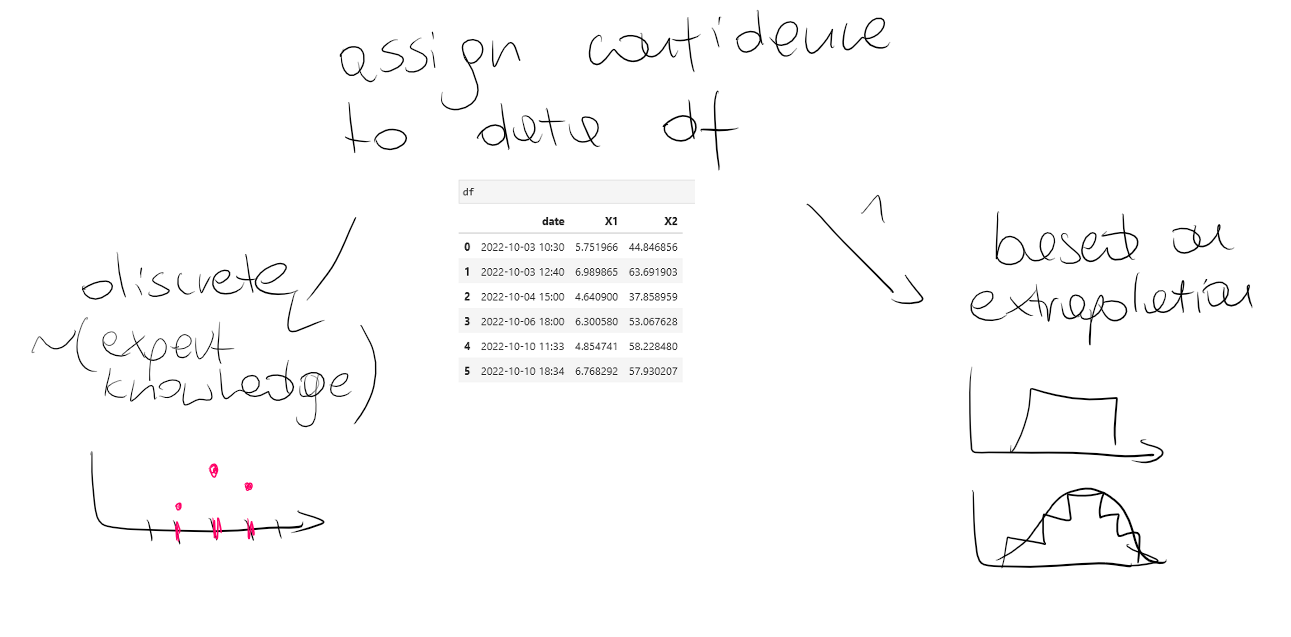 assign confidence
to date df
df
date X1 X2
0 2022-10-03 10:30 5.751966 44.846856
1 2022-10-03 12:40 6.989865 63.691903
2 2022-10-04 15:00 4.640900 37.858959
3 2022-10-06 18:00 6.300580 53.067628
4 2022-10-10 11:33 4.854741 58.228480
5 2022-10-10 18:34 6.768292 57.930207
discrete
~(expert
knowledge)
1
based on
extrapolation